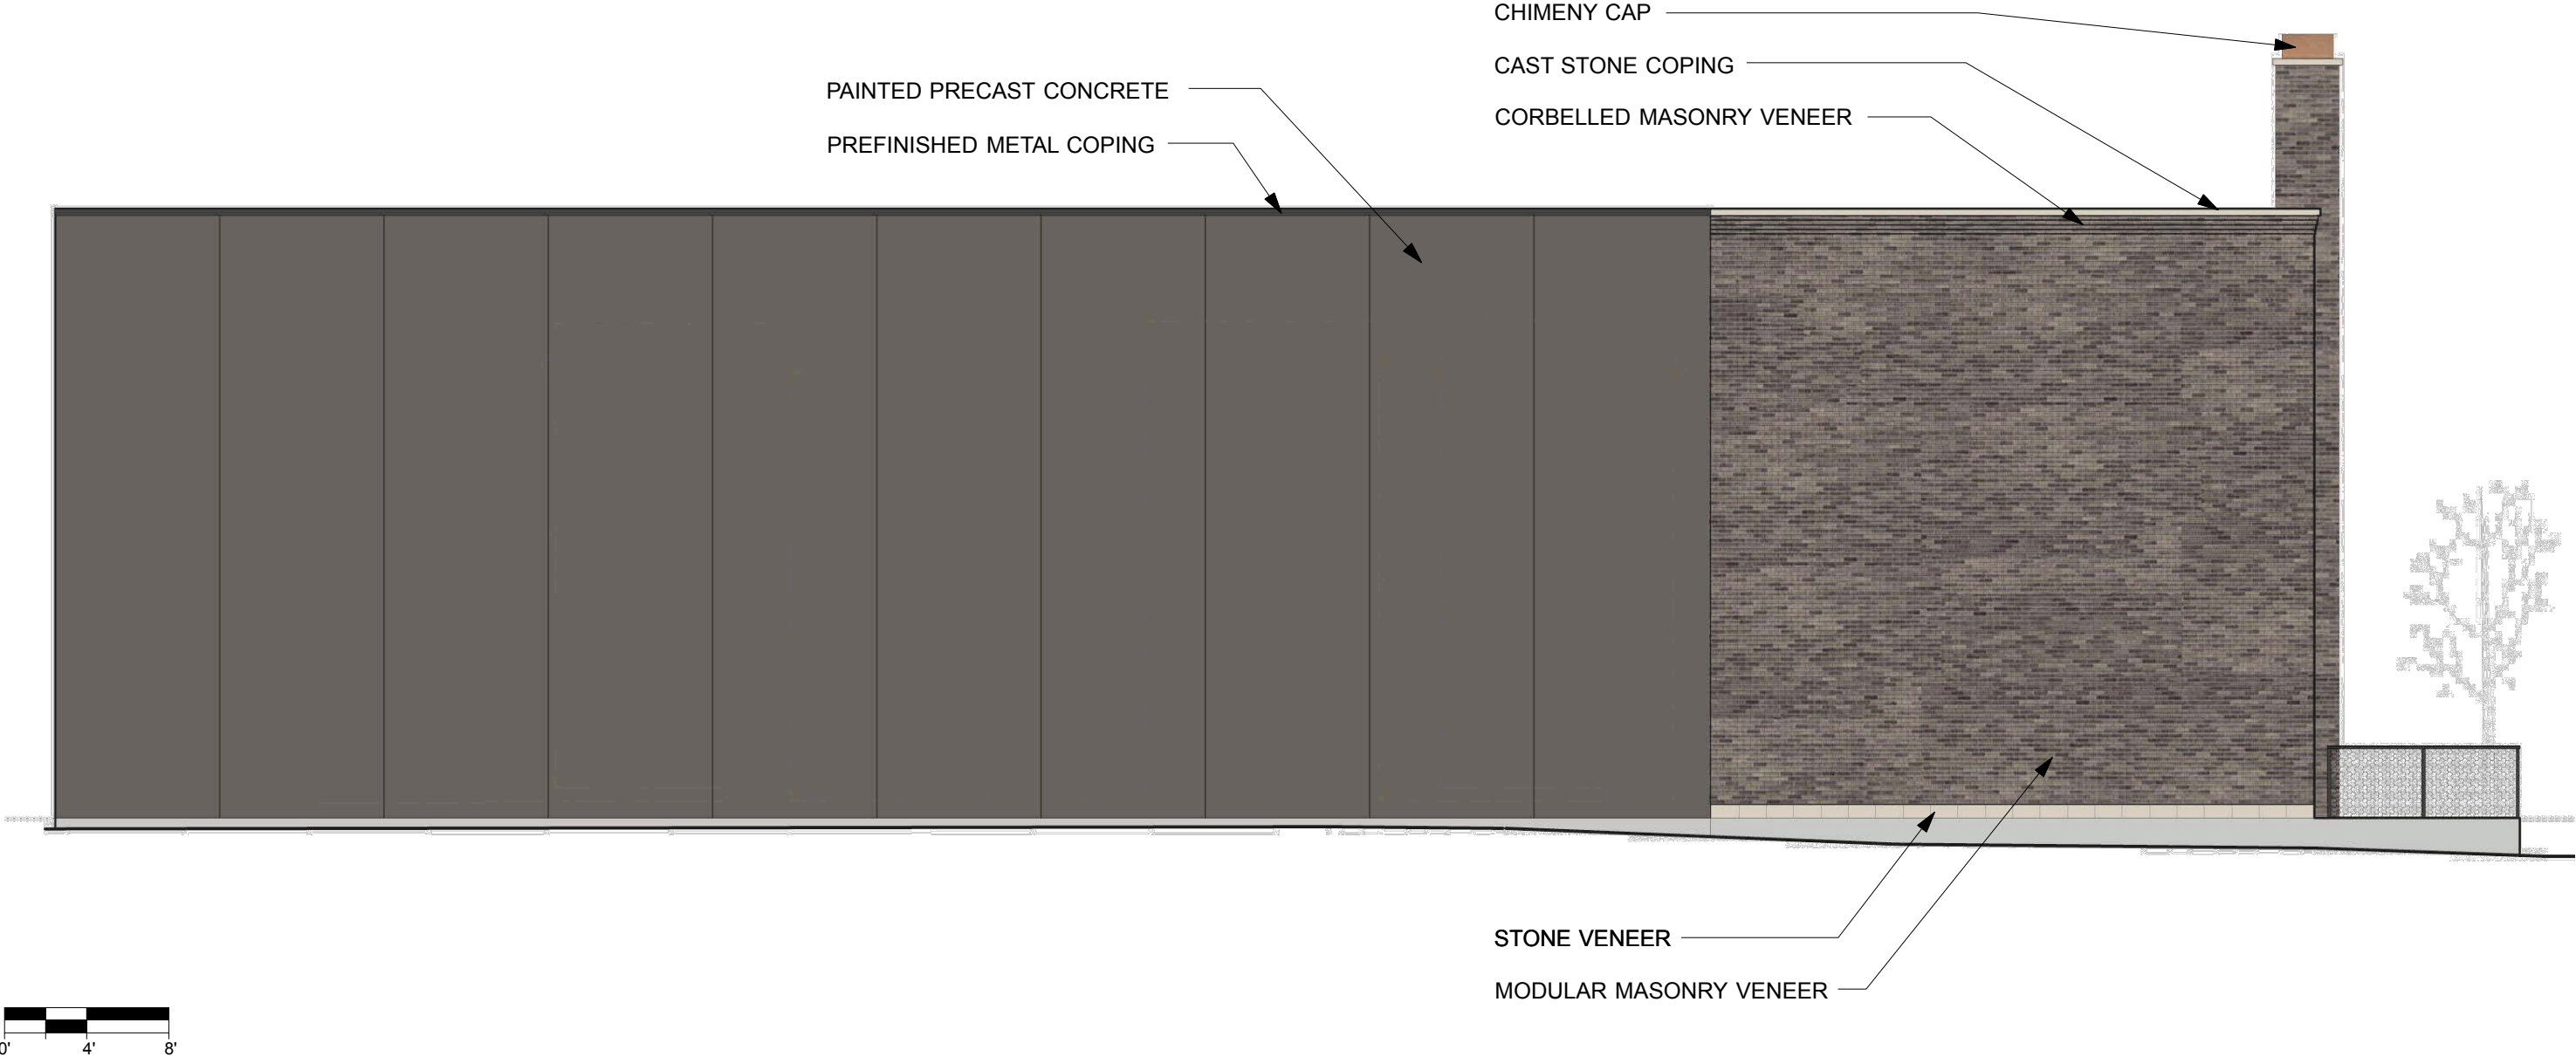 CHIMENY CAP
CAST STONE COPING
PAINTED PRECAST CONCRETE
CORBELLED MASONRY VENEER
PREFINISHED METAL COPING
STONE VENEER
MODULAR MASONRY VENEER
0' 4' 8'